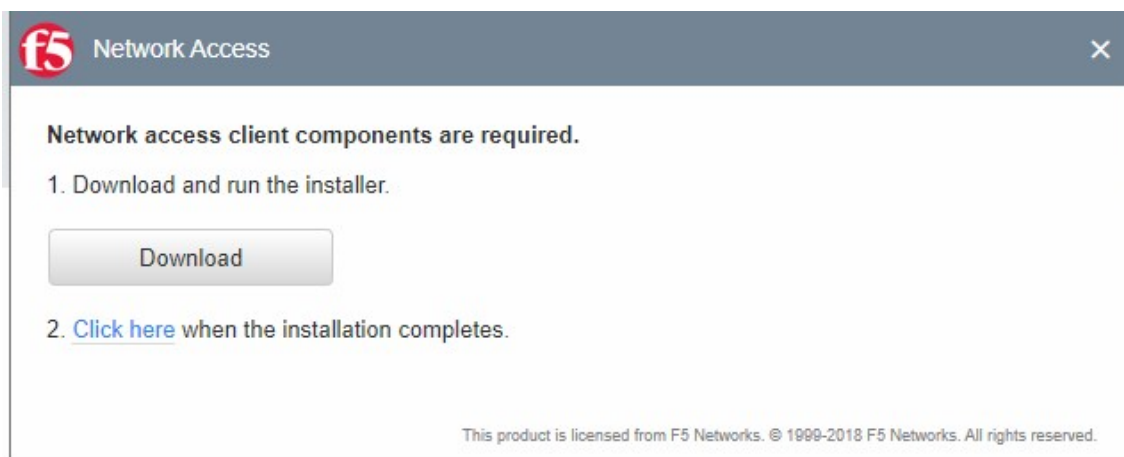 f5 Network Access ×
Network access client components are required.
1. Download and run the installer.
Download
2. Click here when the installation completes.
This product is licensed from F5 Networks. © 1999-2018 F5 Networks. All rights reserved.